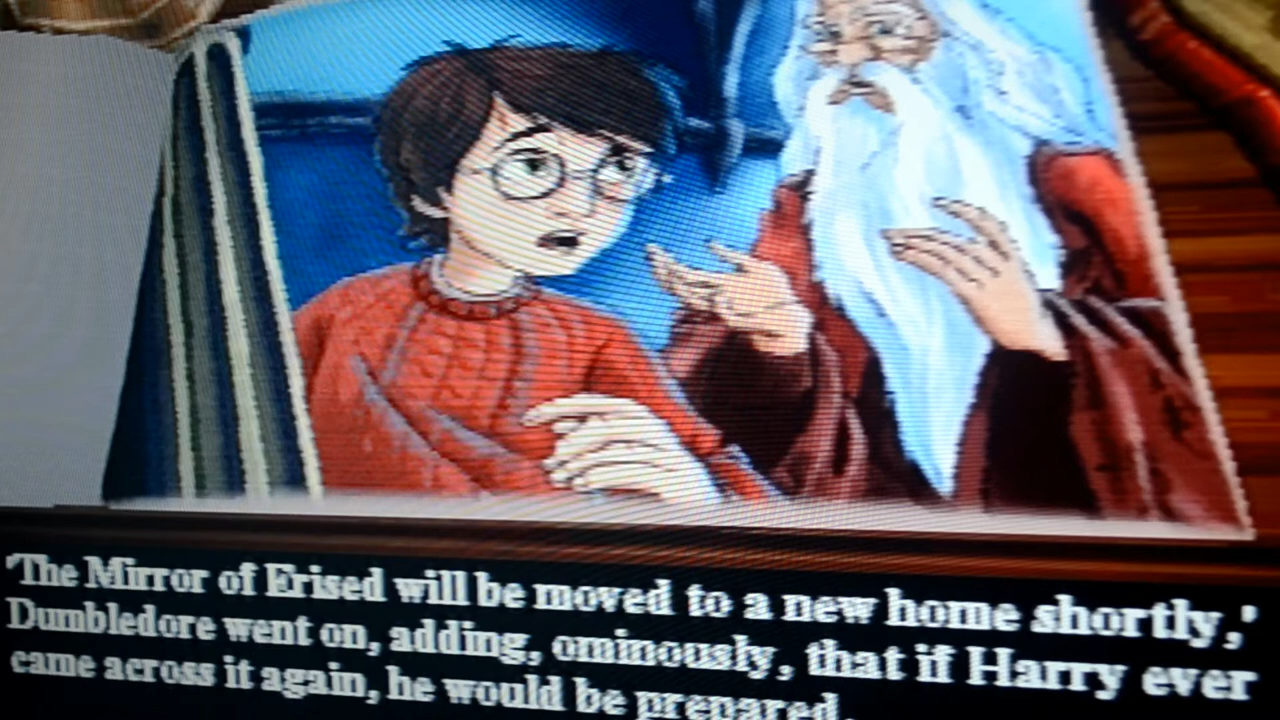 'The Mirror of Erised will be moved to a new home shortly,'
Dumbledore went on, adding, ominously, that if Harry ever
came across it again, he would be prepared.